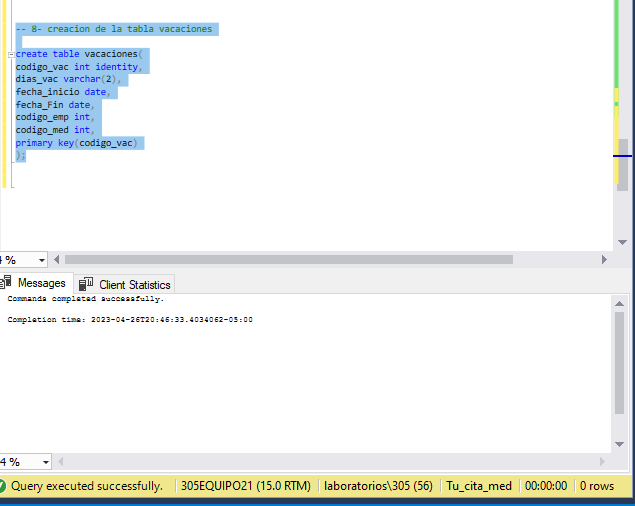 -- 8- creacion de la tabla vacaciones
create table vacaciones(
codigo_vac int identity,
dias_vac varchar(2),
fecha_inicio date,
fecha_Fin date,
codigo_emp int,
codigo_med int,
primary key(codigo_vac)
);
4 %
Messages Client Statistics
Commands completed successfully.
Completion time: 2023-04-26T20:46:33.4034062-05:00
4 %
Query executed successfully. 305EQUIPO21 (15.0 RTM) laboratorios\305 (56) Tu_cita_med 00:00:00 0 rows